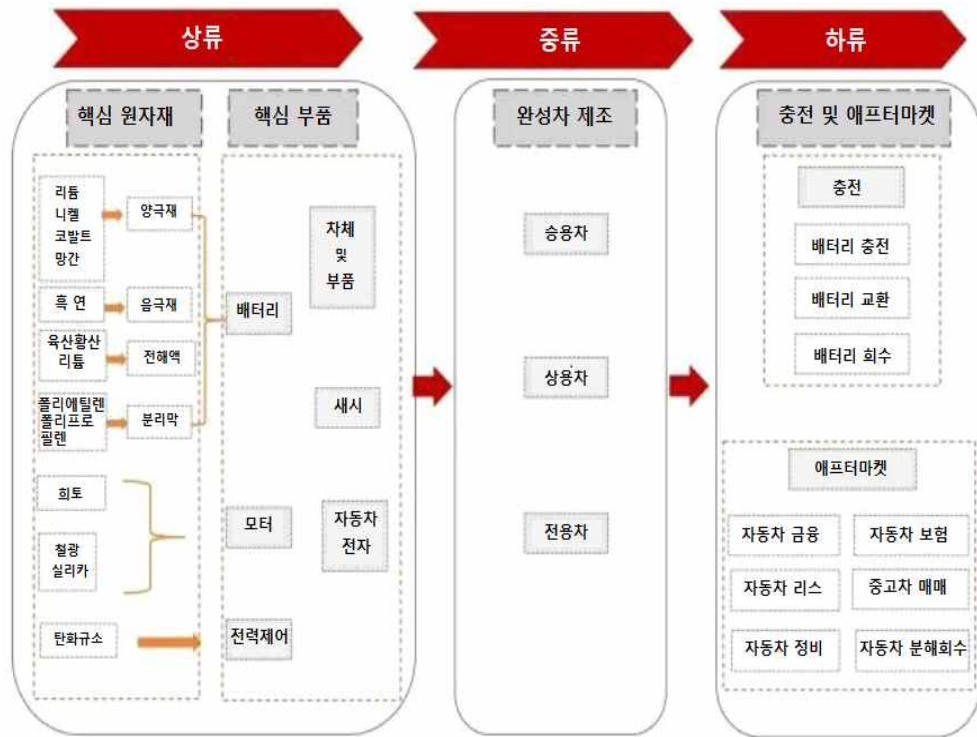 상류
중류
하류
핵심 원자재
핵심 부품
완성차 제조
충전 및 애프터마켓
리튬
니켈
코발트
망간
양극재
흑 연
음극재
육산황산
리튬
전해액
폴리에틸렌
폴리프로
필렌
분리막
희토
철광
실리카
탄화규소
배터리
모터
전력제어
차체
및
부품
섀시
자동차
전자
승용차
상용차
전용차
충전
배터리 충전
배터리 교환
배터리 회수
애프터마켓
자동차 금융
자동차 보험
자동차 리스
중고차 매매
자동차 정비
자동차 분해회수